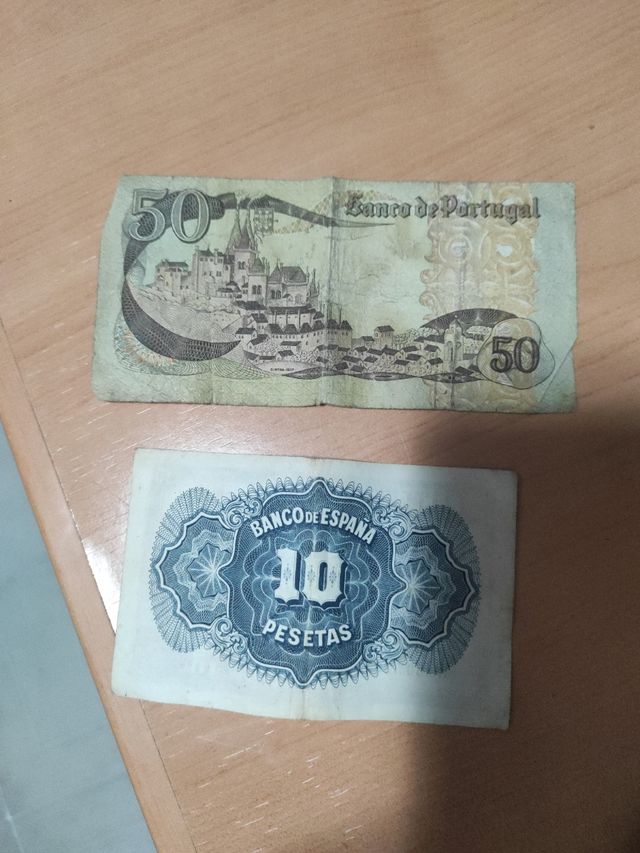 50
Banco de Portugal
50
BANCO DE ESPAÑA
10
PESETAS